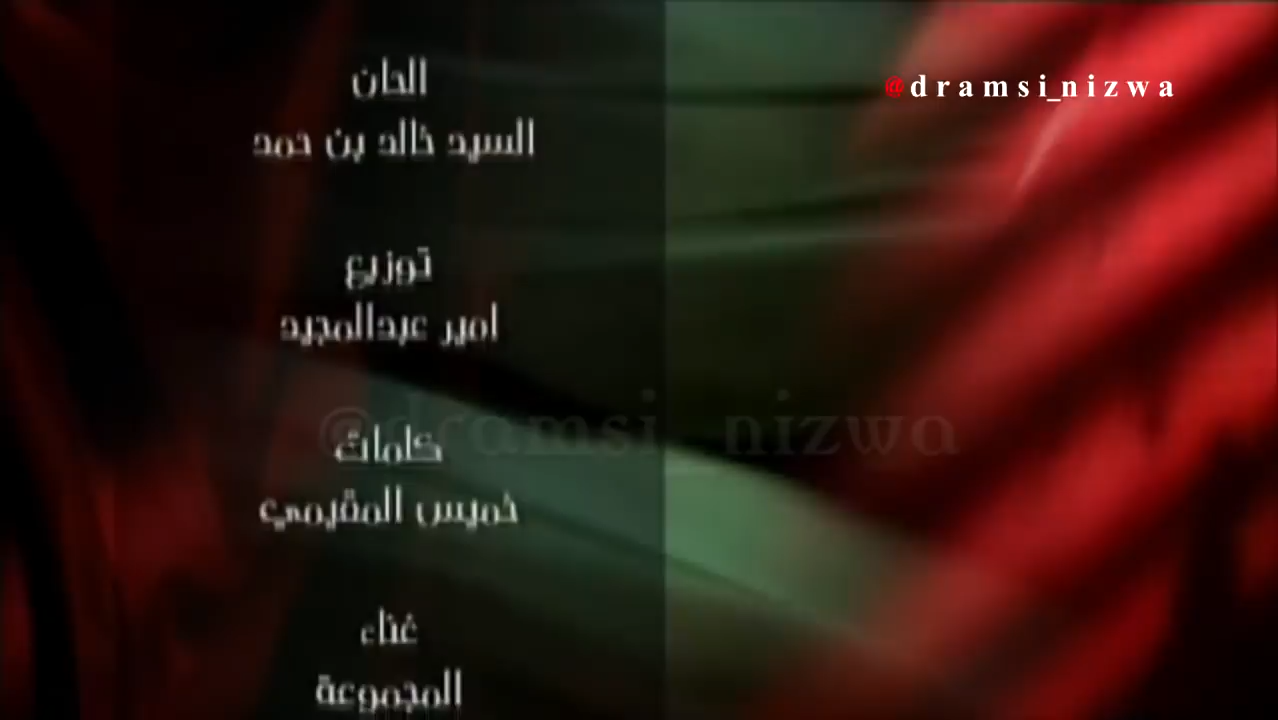 @dramsi_nizwa
الحان
السيد خالد بن حمد
توزيع
امير عبدالمجيد
@dramsi_nizwa
كلمات
خميس المقيمي
غناء
المجموعة